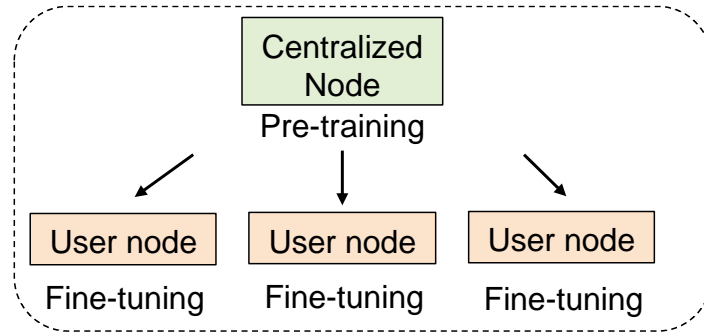 Centralized
Node
Pre-training
User node
User node
User node
Fine-tuning
Fine-tuning
Fine-tuning